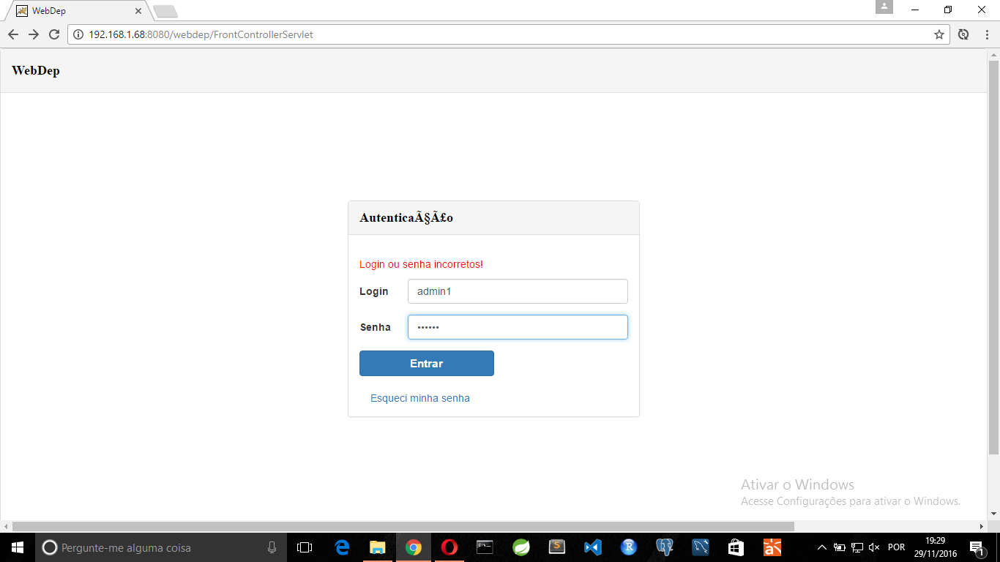 WebDep
192.168.1.68:8080/webdep/FrontControllerServlet
WebDep
AutenticaÃ§Ã£o
Login ou senha incorretos!
Login
admin1
Senha
••••••
Entrar
Esqueci minha senha
Ativar o Windows
Acesse Configurações para ativar o Windows.
Pergunte-me alguma coisa
POR
19:29
29/11/2016
1